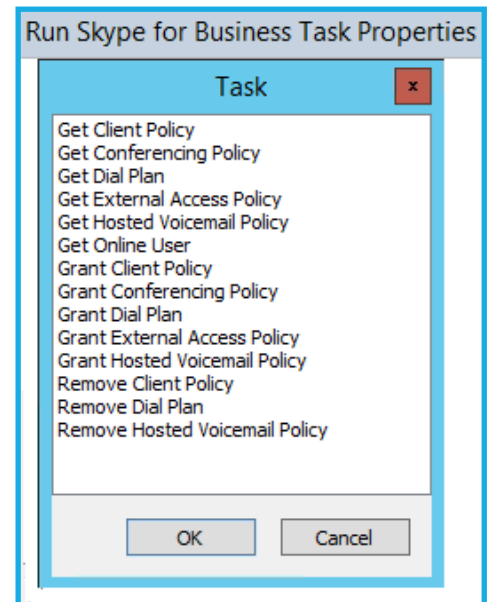 Run Skype for Business Task Properties
Task
x
Get Client Policy
Get Conferencing Policy
Get Dial Plan
Get External Access Policy
Get Hosted Voicemail Policy
Get Online User
Grant Client Policy
Grant Conferencing Policy
Grant Dial Plan
Grant External Access Policy
Grant Hosted Voicemail Policy
Remove Client Policy
Remove Dial Plan
Remove Hosted Voicemail Policy
OK Cancel